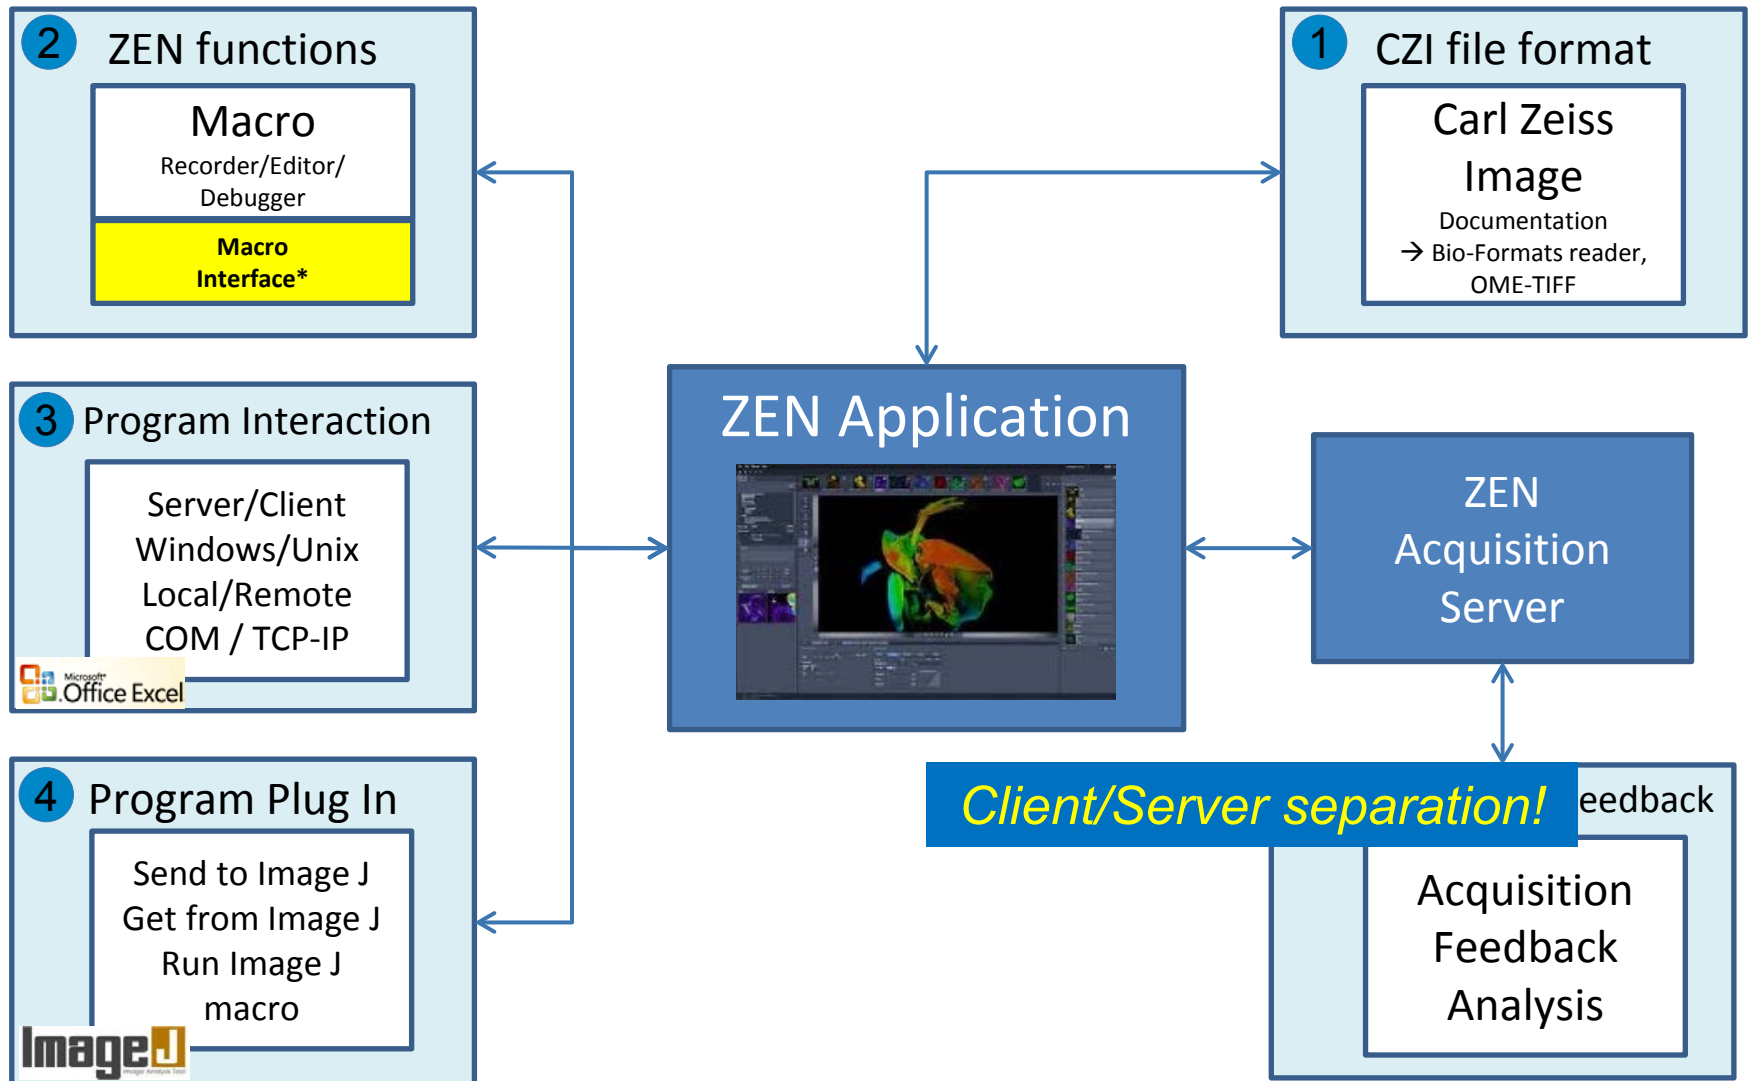 2 ZEN functions
Macro
Recorder/Editor/
Debugger
Macro
Interface*
1 CZI file format
Carl Zeiss
Image
Documentation
→ Bio-Formats reader,
OME-TIFF
3 Program Interaction
Server/Client
Windows/Unix
Local/Remote
COM / TCP-IP
Microsoft
Office Excel
ZEN Application
ZEN
Acquisition
Server
4 Program Plug In
Send to Image J
Get from Image J
Run Image J
macro
ImageJ
Image Analysis Tool
Client/Server separation!
eedback
Acquisition
Feedback
Analysis